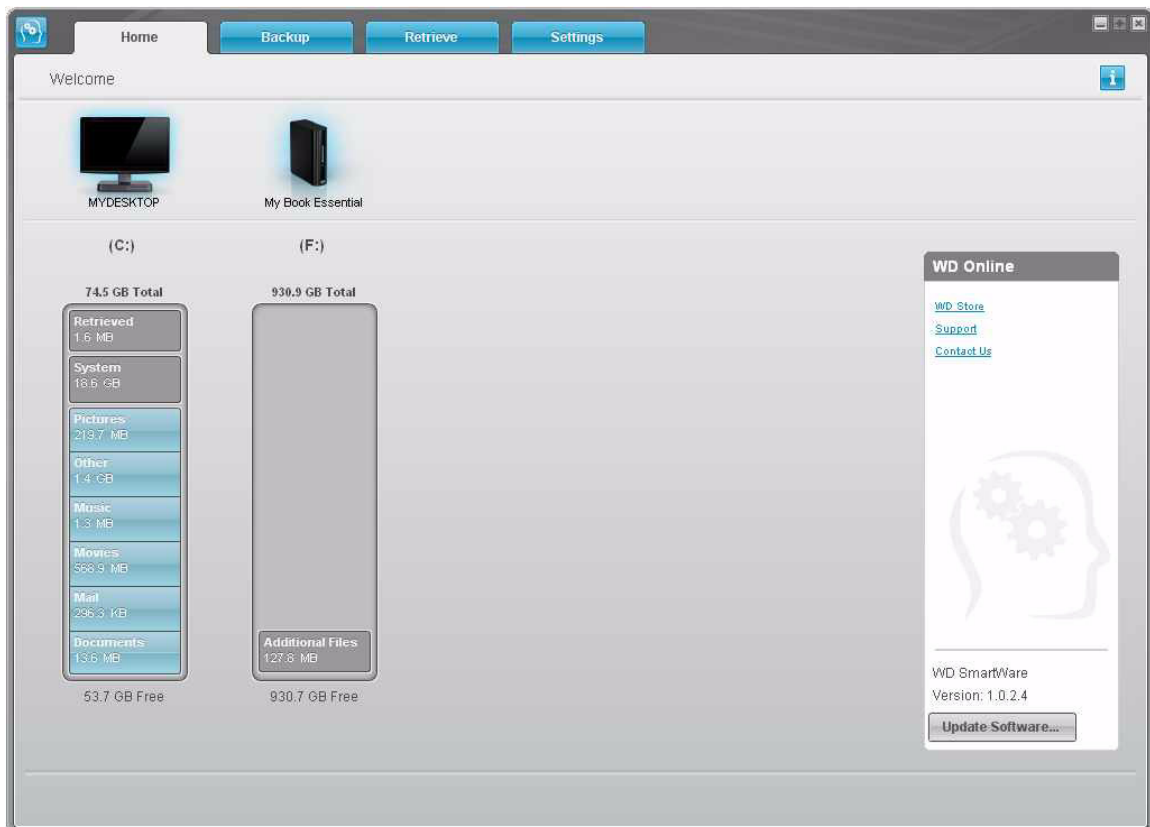 Home Backup Retrieve Settings
Welcome
MYDESKTOP My Book Essential
(C:) (F:)
74.5 GB Total 930.9 GB Total
Retrieved
1.6 MB
System
18.6 GB
Pictures
219.7 MB
Other
1.4 GB
Music
1.3 MB
Movies
568.9 MB
Mail
296.3 KB
Documents
13.6 MB
53.7 GB Free
Additional Files
127.8 MB
930.7 GB Free
WD Online
WD Store
Support
Contact Us
WD SmartWare
Version: 1.0.2.4
Update Software...